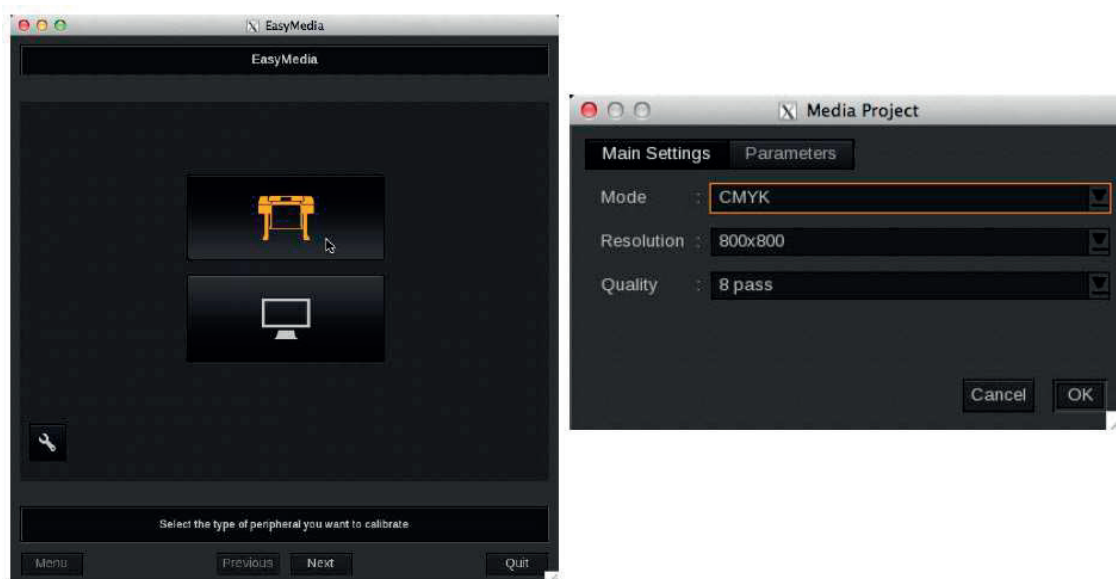 EasyMedia
EasyMedia
Select the type of peripheral you want to calibrate
Menu Previous Next Quit
Media Project
Main Settings Parameters
Mode : CMYK
Resolution : 800x800
Quality : 8 pass
Cancel OK